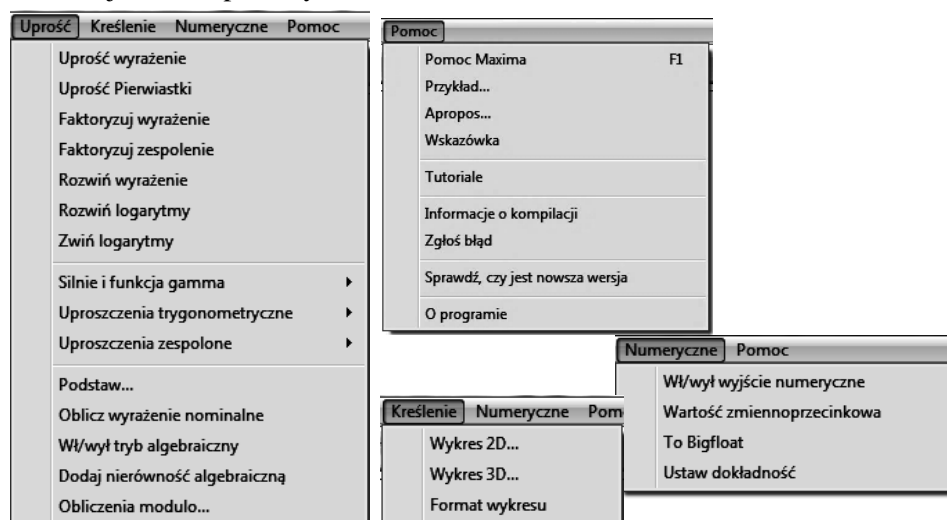 Uprość Kreślenie Numeryczne Pomoc
Uprość wyrażenie
Uprość Pierwiastki
Faktoryzuj wyrażenie
Faktoryzuj zespolenie
Rozwiń wyrażenie
Rozwiń logarytmy
Zwiń logarytmy
Silnie i funkcja gamma
Uproszczenia trygonometryczne
Uproszczenia zespolone
Podstaw...
Oblicz wyrażenie nominalne
Wł/wył tryb algebraiczny
Dodaj nierówność algebraiczną
Obliczenia modulo...
Pomoc
Pomoc Maxima F1
Przykład...
Apropos...
Wskazówka
Tutoriale
Informacje o kompilacji
Zgłoś błąd
Sprawdź, czy jest nowsza wersja
O programie
Kreślenie Numeryczne Pom
Wykres 2D...
Wykres 3D...
Format wykresu
Numeryczne Pomoc
Wł/wył wyjście numeryczne
Wartość zmiennoprzecinkowa
To Bigfloat
Ustaw dokładność